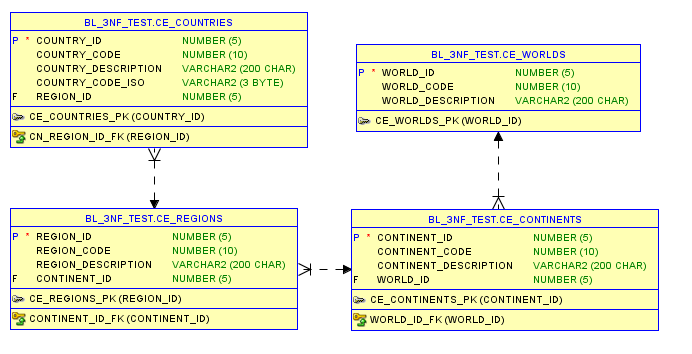 BL_3NF_TEST.CE_COUNTRIES
P * COUNTRY_ID NUMBER (5)
COUNTRY_CODE NUMBER (10)
COUNTRY_DESCRIPTION VARCHAR2 (200 CHAR)
COUNTRY_CODE_ISO VARCHAR2 (3 BYTE)
F REGION_ID NUMBER (5)
CE_COUNTRIES_PK (COUNTRY_ID)
CN_REGION_ID_FK (REGION_ID)
BL_3NF_TEST.CE_WORLDS
P * WORLD_ID NUMBER (5)
WORLD_CODE NUMBER (10)
WORLD_DESCRIPTION VARCHAR2 (200 CHAR)
CE_WORLDS_PK (WORLD_ID)
BL_3NF_TEST.CE_REGIONS
P * REGION_ID NUMBER (5)
REGION_CODE NUMBER (10)
REGION_DESCRIPTION VARCHAR2 (200 CHAR)
F CONTINENT_ID NUMBER (5)
CE_REGIONS_PK (REGION_ID)
CONTINENT_ID_FK (CONTINENT_ID)
BL_3NF_TEST.CE_CONTINENTS
P * CONTINENT_ID NUMBER (5)
CONTINENT_CODE NUMBER (10)
CONTINENT_DESCRIPTION VARCHAR2 (200 CHAR)
F WORLD_ID NUMBER (5)
CE_CONTINENTS_PK (CONTINENT_ID)
WORLD_ID_FK (WORLD_ID)